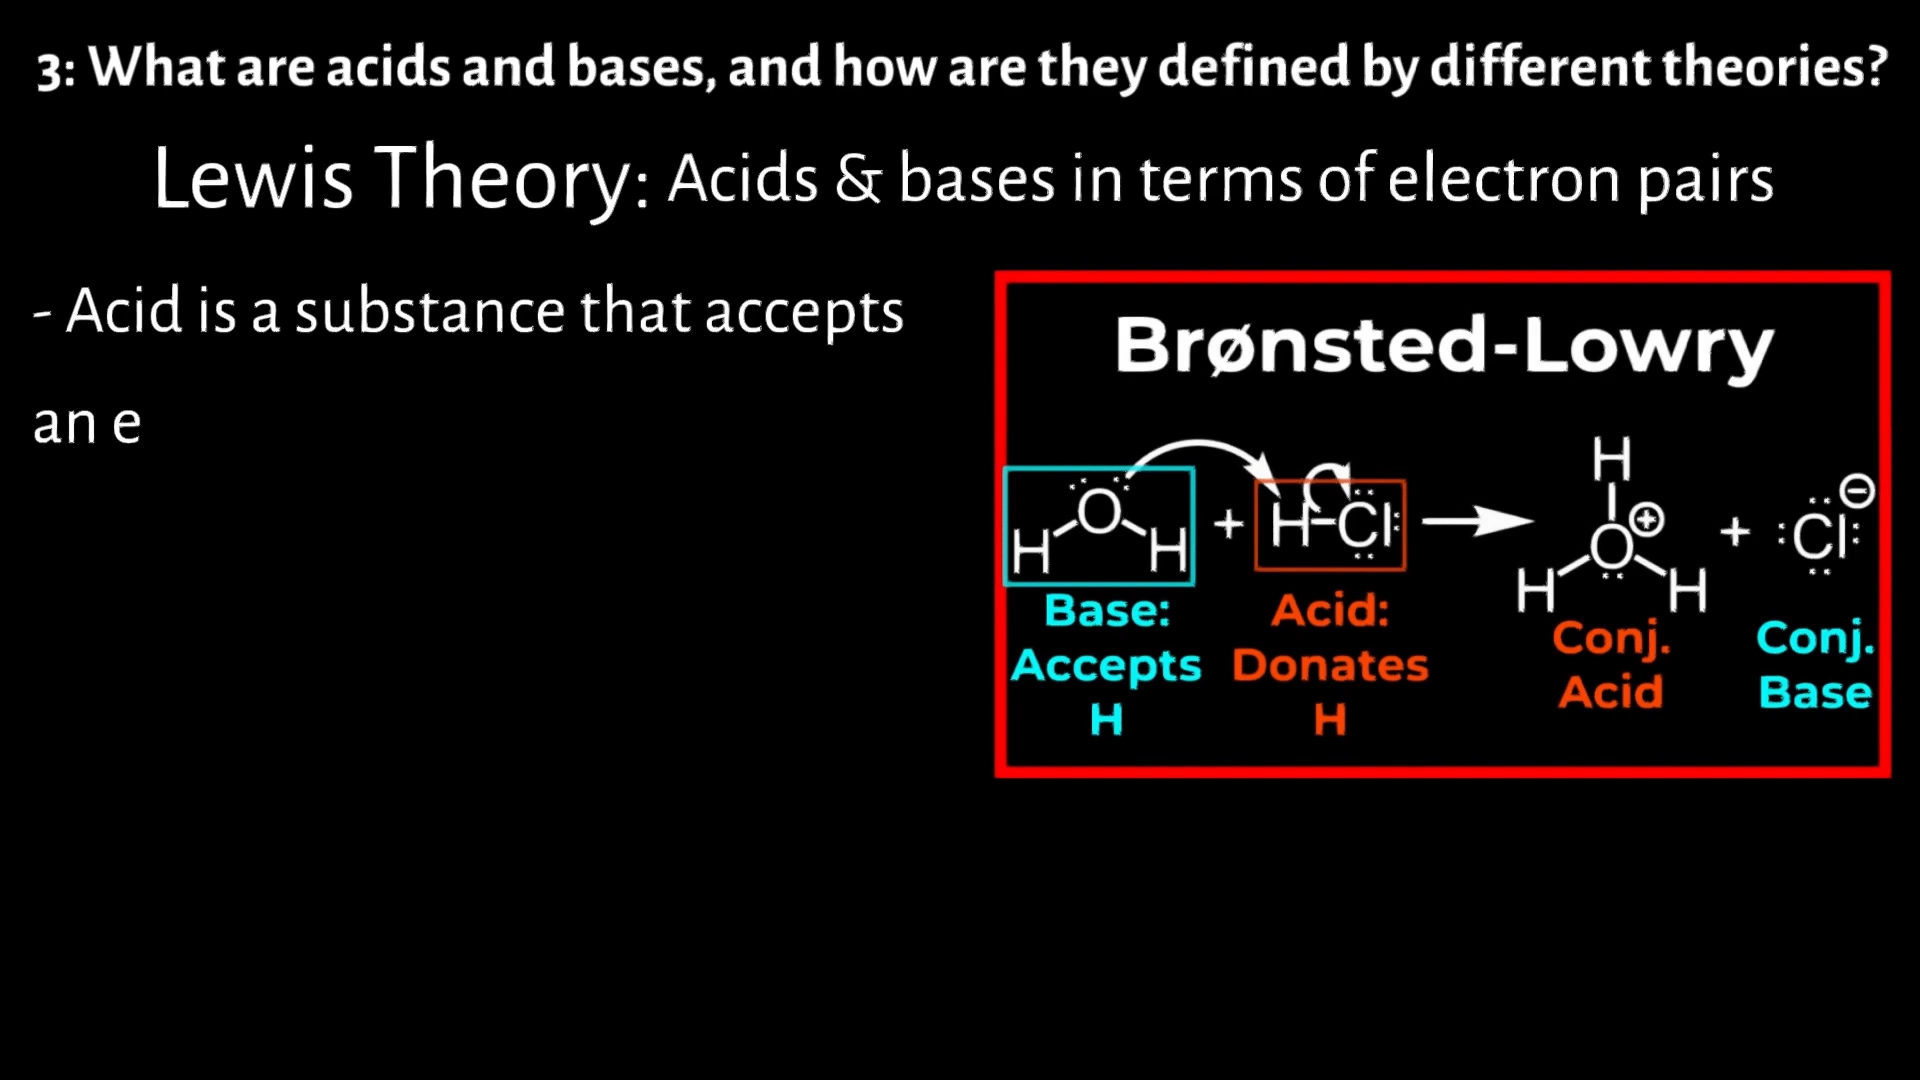 3: What are acids and bases, and how are they defined by different theories?
Lewis Theory: Acids & bases in terms of electron pairs
- Acid is a substance that accepts
an e
Brønsted-Lowry
H O H + H-Cl → H O H H ⊕ + Cl ⊖
Base: Acid:
Accepts Donates
H H
Conj. Conj.
Acid Base